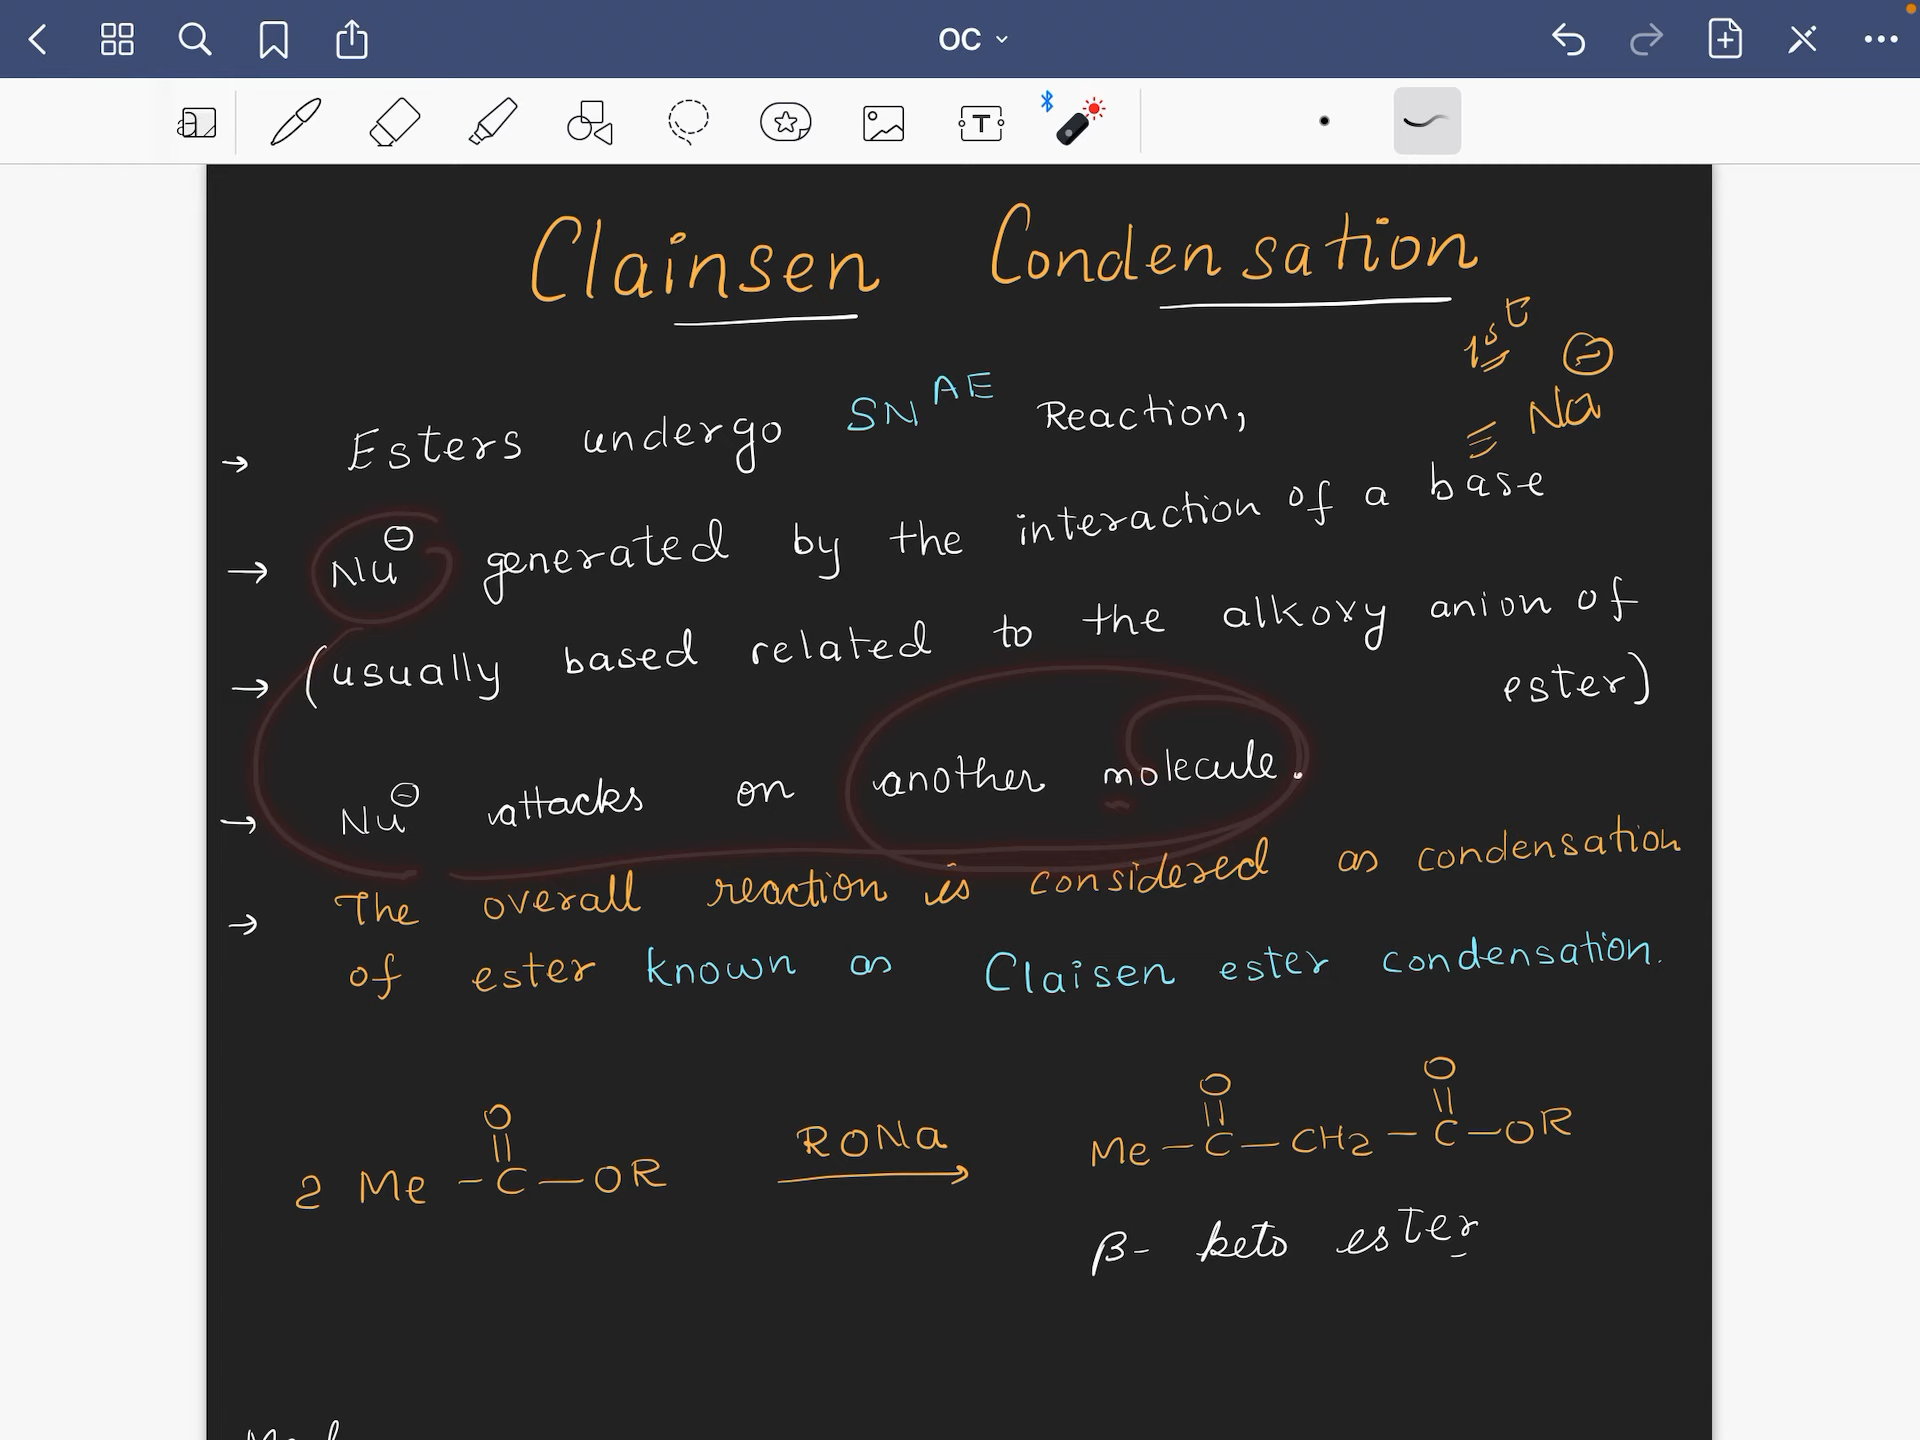 OC
Clainsen Condensation
1st
⊖
Na
→ Esters undergo SN^AE Reaction,
→ Nu⊖ generated by the interaction of a base
→ (usually based related to the alkoxy anion of
ester)
→ Nu⊖ attacks on another molecule.
→ The overall reaction is considered as condensation
of ester known as Claisen ester condensation.
O O O
|| || ||
2 Me - C - OR RONa → Me - C - CH2 - C - OR
β- keto ester